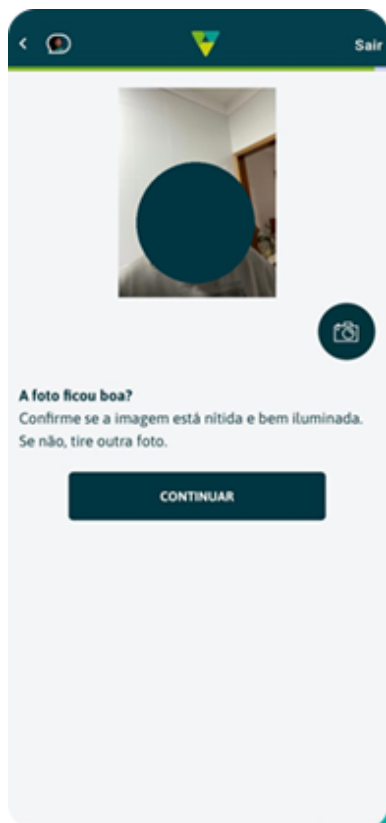 Sair
A foto ficou boa?
Confirme se a imagem está nítida e bem iluminada.
Se não, tire outra foto.
CONTINUAR